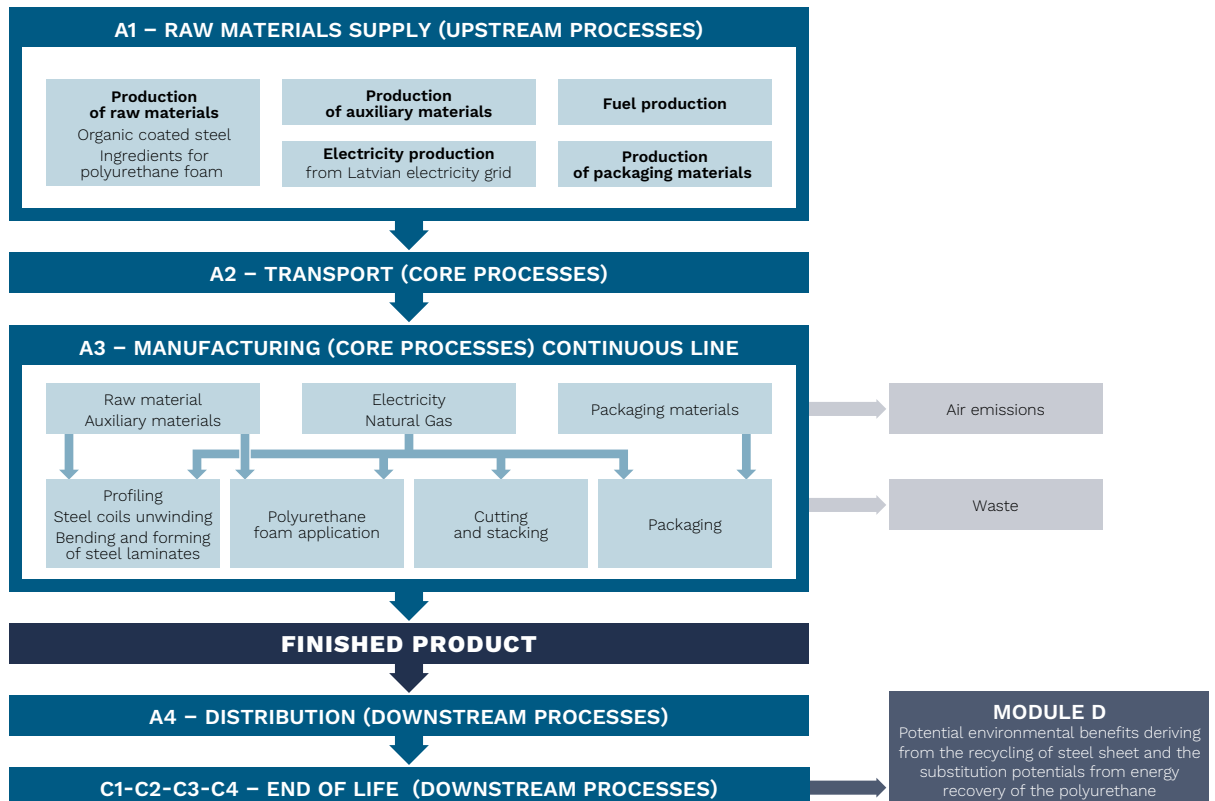 A1 – RAW MATERIALS SUPPLY (UPSTREAM PROCESSES)
Production
of raw materials
Organic coated steel
Ingredients for
polyurethane foam
Production
of auxiliary materials
Fuel production
Electricity production
from Latvian electricity grid
Production
of packaging materials
A2 – TRANSPORT (CORE PROCESSES)
A3 – MANUFACTURING (CORE PROCESSES) CONTINUOUS LINE
Raw material
Auxiliary materials
Electricity
Natural Gas
Packaging materials
Air emissions
Profiling
Steel coils unwinding
Bending and forming
of steel laminates
Polyurethane
foam application
Cutting
and stacking
Packaging
Waste
FINISHED PRODUCT
A4 – DISTRIBUTION (DOWNSTREAM PROCESSES)
C1-C2-C3-C4 – END OF LIFE (DOWNSTREAM PROCESSES)
MODULE D
Potential environmental benefits deriving
from the recycling of steel sheet and the
substitution potentials from energy
recovery of the polyurethane